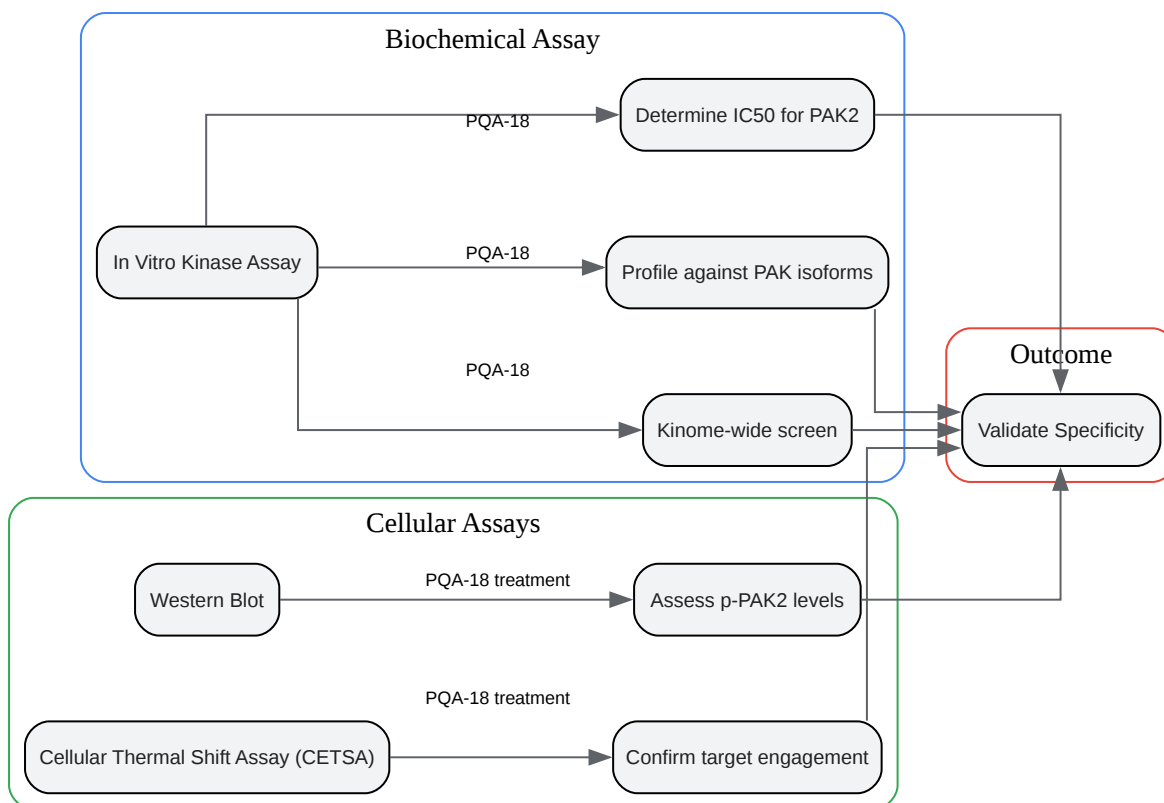 Biochemical Assay
PQA-18
Determine IC50 for PAK2
In Vitro Kinase Assay
PQA-18
Profile against PAK isoforms
PQA-18
Kinome-wide screen
Outcome
Validate Specificity
Cellular Assays
Western Blot
PQA-18 treatment
Assess p-PAK2 levels
Cellular Thermal Shift Assay (CETSA)
PQA-18 treatment
Confirm target engagement